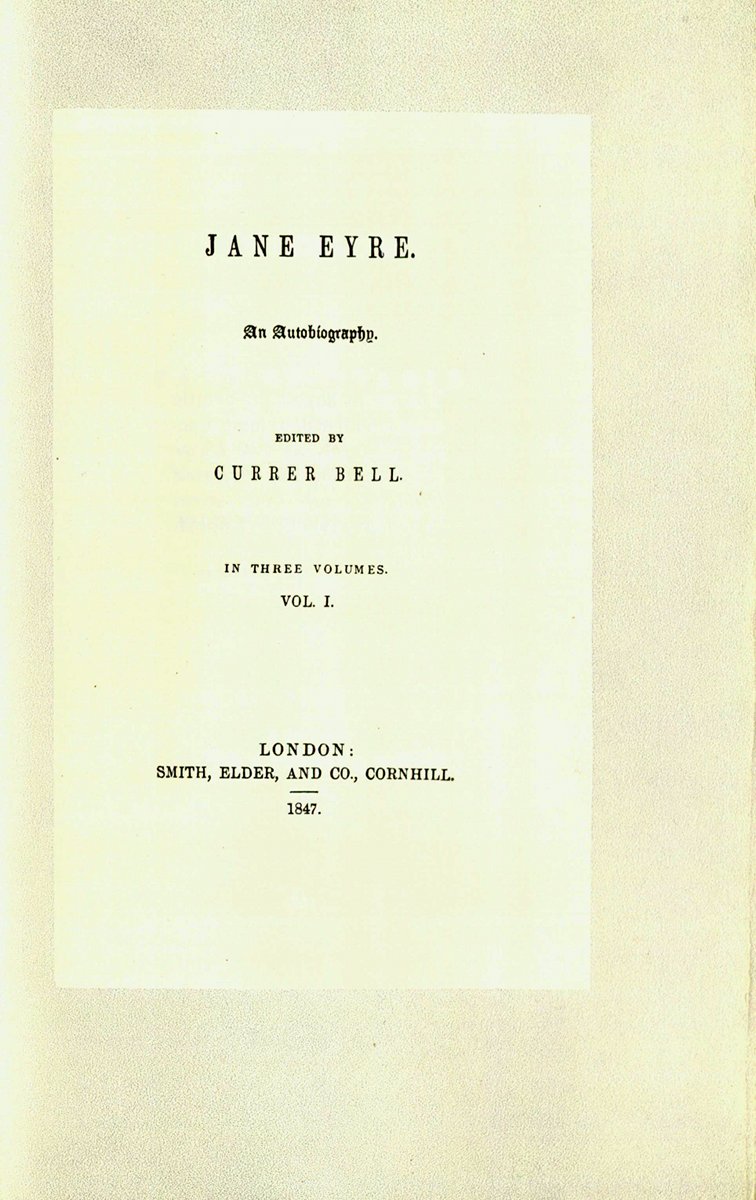 JANE EYRE.
An Autobiography.
EDITED BY
CURRER BELL.
IN THREE VOLUMES.
VOL. I.
LONDON:
SMITH, ELDER, AND CO., CORNHILL.
1847.